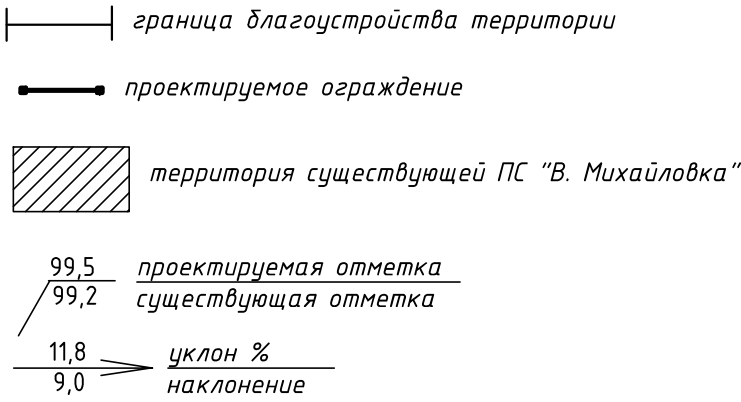 граница благоустройства территории
проектируемое ограждение
территория существующей ПС "В. Михайловка"
99,5 проектируемая отметка
99,2 существующая отметка
11,8 уклон %
9,0 наклонение